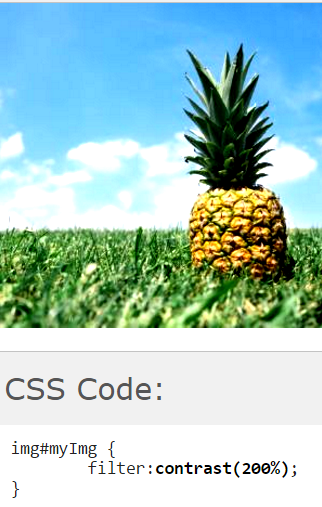 CSS Code:
img#myImg {
filter:contrast(200%);
}